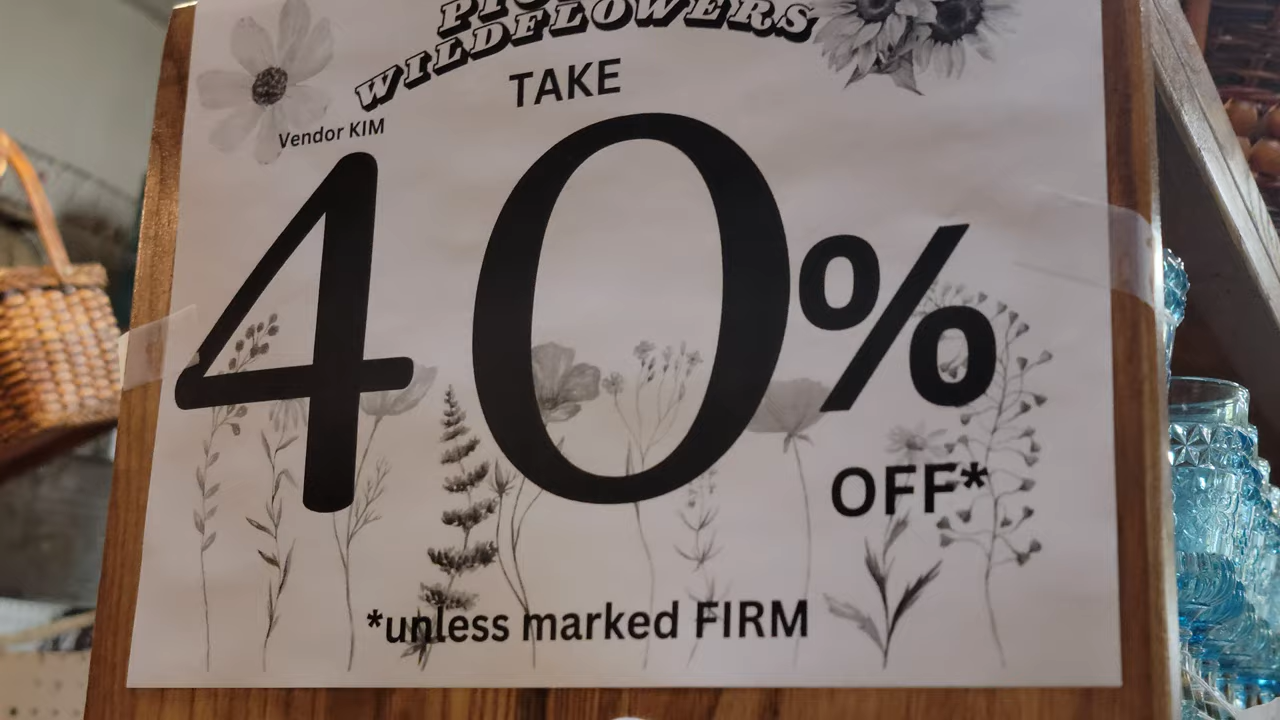 WILDFLOWERS
TAKE
Vendor KIM
40%
OFF*
*unless marked FIRM